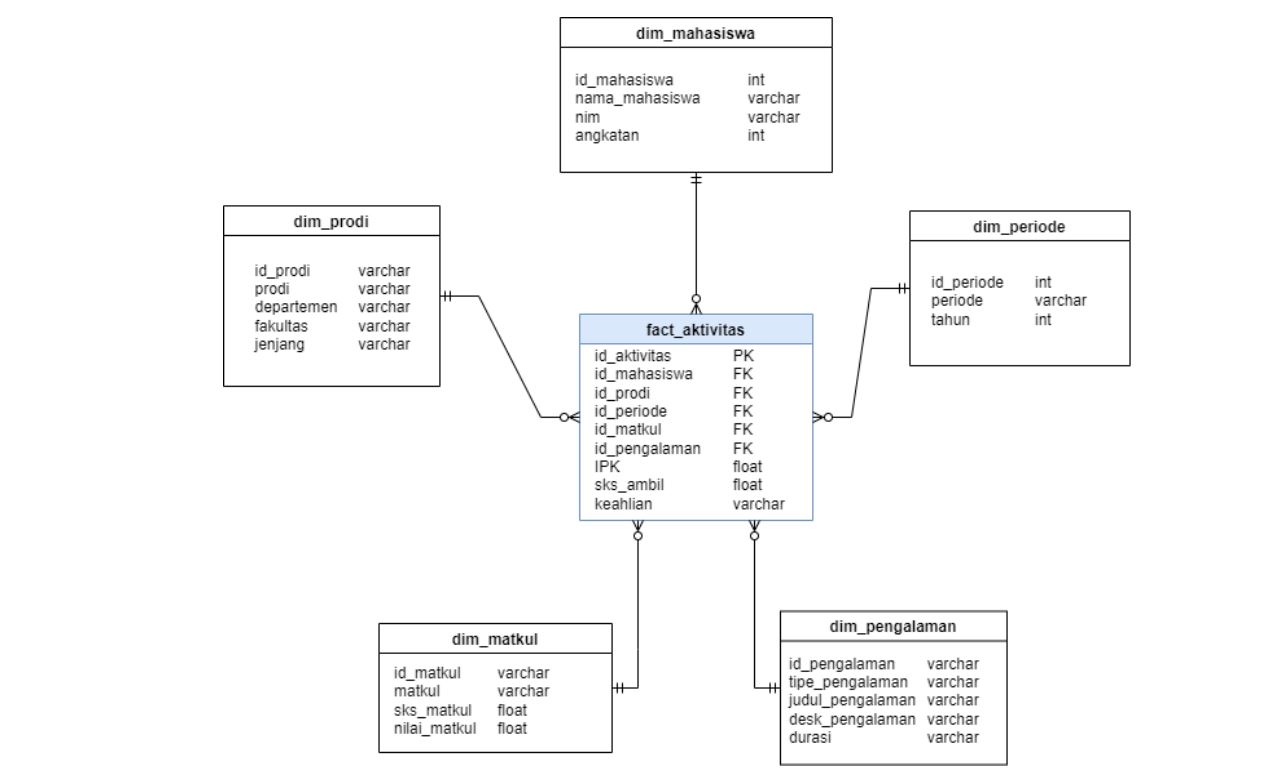 dim_mahasiswa
id_mahasiswa int
nama_mahasiswa varchar
nim varchar
angkatan int
dim_prodi
id_prodi varchar
prodi varchar
departemen varchar
fakultas varchar
jenjang varchar
dim_periode
id_periode int
periode varchar
tahun int
fact_aktivitas
id_aktivitas PK
id_mahasiswa FK
id_prodi FK
id_periode FK
id_matkul FK
id_pengalaman FK
IPK float
sks_ambil float
keahlian varchar
dim_matkul
id_matkul varchar
matkul varchar
sks_matkul float
nilai_matkul float
dim_pengalaman
id_pengalaman varchar
tipe_pengalaman varchar
judul_pengalaman varchar
desk_pengalaman varchar
durasi varchar